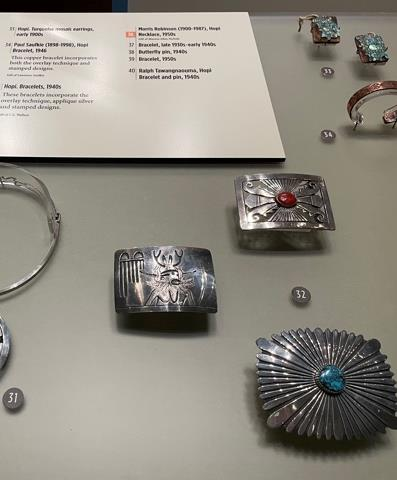 33 Hopi. Turquoise mosaic earrings,
early 1900s
34 Paul Saufkie (1898-1998), Hopi
Bracelet, 1946
This copper bracelet incorporates
both the overlay technique and
stamped designs.
Hopi. Bracelets, 1940s
These bracelets incorporate the
overlay technique, applique silver
and stamped designs.
Morris Robinson (1900-1987), Hopi
36 Necklace, 1950s
37 Bracelet, late 1930s-early 1940s
38 Butterfly pin, 1940s
39 Bracelet, 1950s
40 Ralph Tawangnaouma, Hopi
Bracelet and pin, 1940s
33
34
32
31